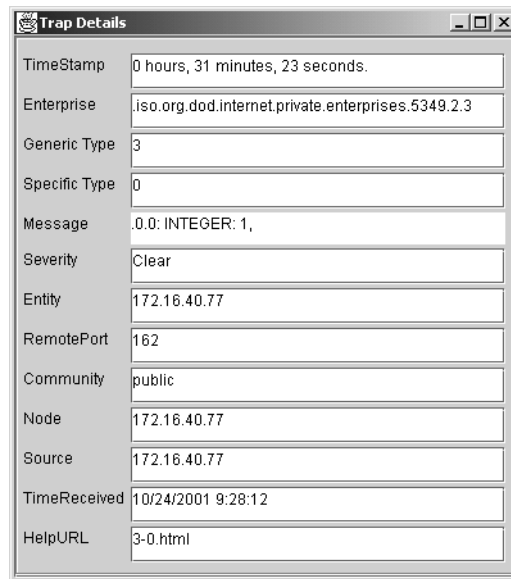 Trap Details
TimeStamp 0 hours, 31 minutes, 23 seconds.
Enterprise .iso.org.dod.internet.private.enterprises.5349.2.3
Generic Type 3
Specific Type 0
Message .0.0: INTEGER: 1,
Severity Clear
Entity 172.16.40.77
RemotePort 162
Community public
Node 172.16.40.77
Source 172.16.40.77
TimeReceived 10/24/2001 9:28:12
HelpURL 3-0.html